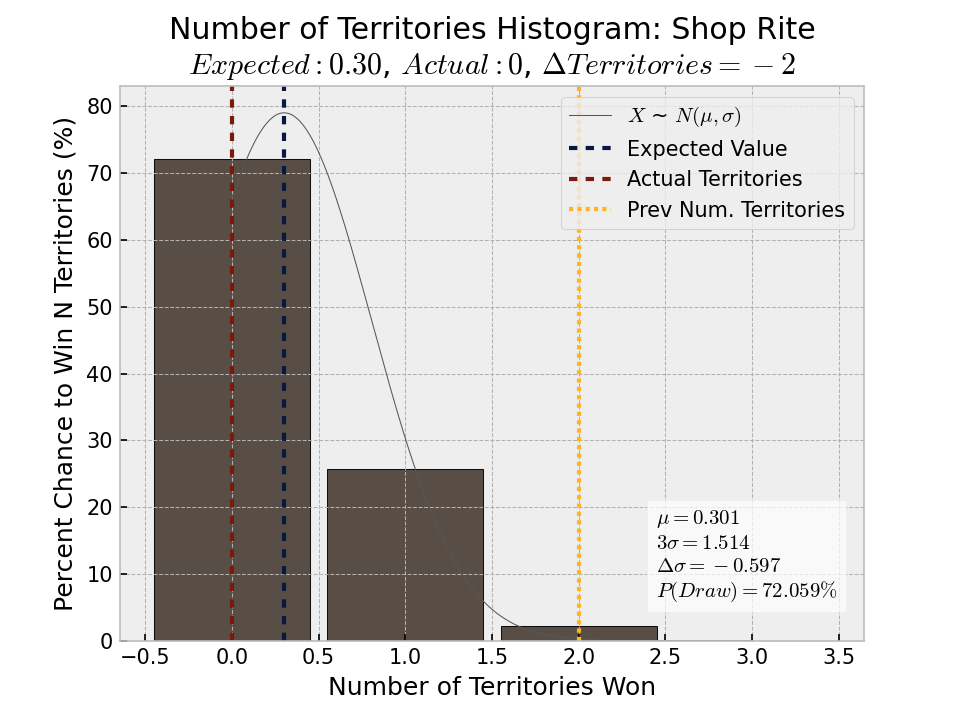 Number of Territories Histogram: Shop Rite
Expected : 0.30, Actual : 0, ΔTerritories = −2
Percent Chance to Win N Territories (%)
80
70
60
50
40
30
20
10
0
X ~ N(μ, σ)
Expected Value
Actual Territories
Prev Num. Territories
μ = 0.301
3σ = 1.514
Δσ = −0.597
P(Draw) = 72.059%
−0.5 0.0 0.5 1.0 1.5 2.0 2.5 3.0 3.5
Number of Territories Won